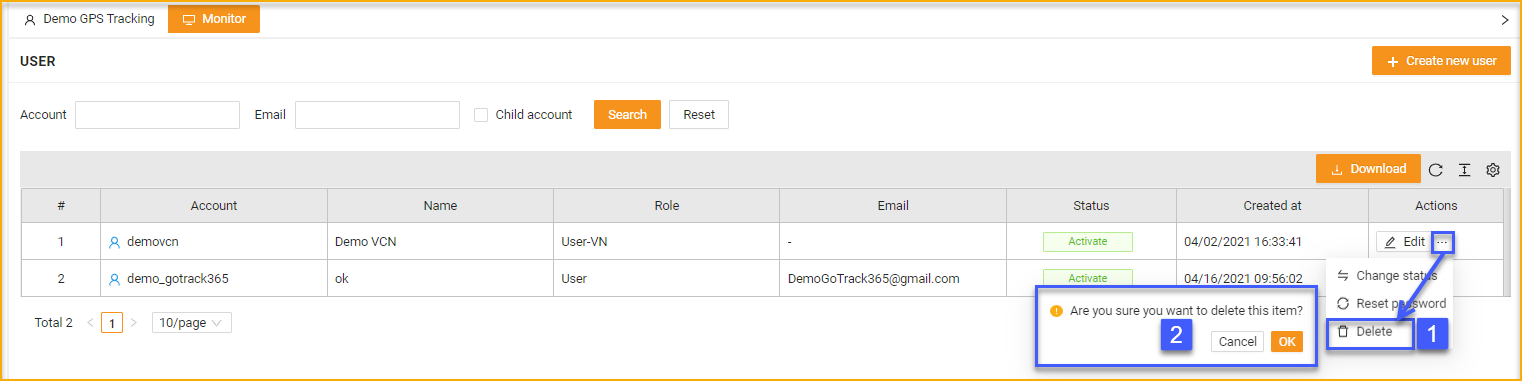 Demo GPS Tracking Monitor
USER
Create new user
Account Email Child account Search Reset
Download
# Account Name Role Email Status Created at Actions
1 demovcn Demo VCN User-VN - Activate 04/02/2021 16:33:41 Edit ...
2 demo_gotrack365 ok User DemoGoTrack365@gmail.com Activate 04/16/2021 09:56:02
Change status
Reset password
Delete 1
Total 2 < 1 > 10/page
Are you sure you want to delete this item?
2 Cancel OK